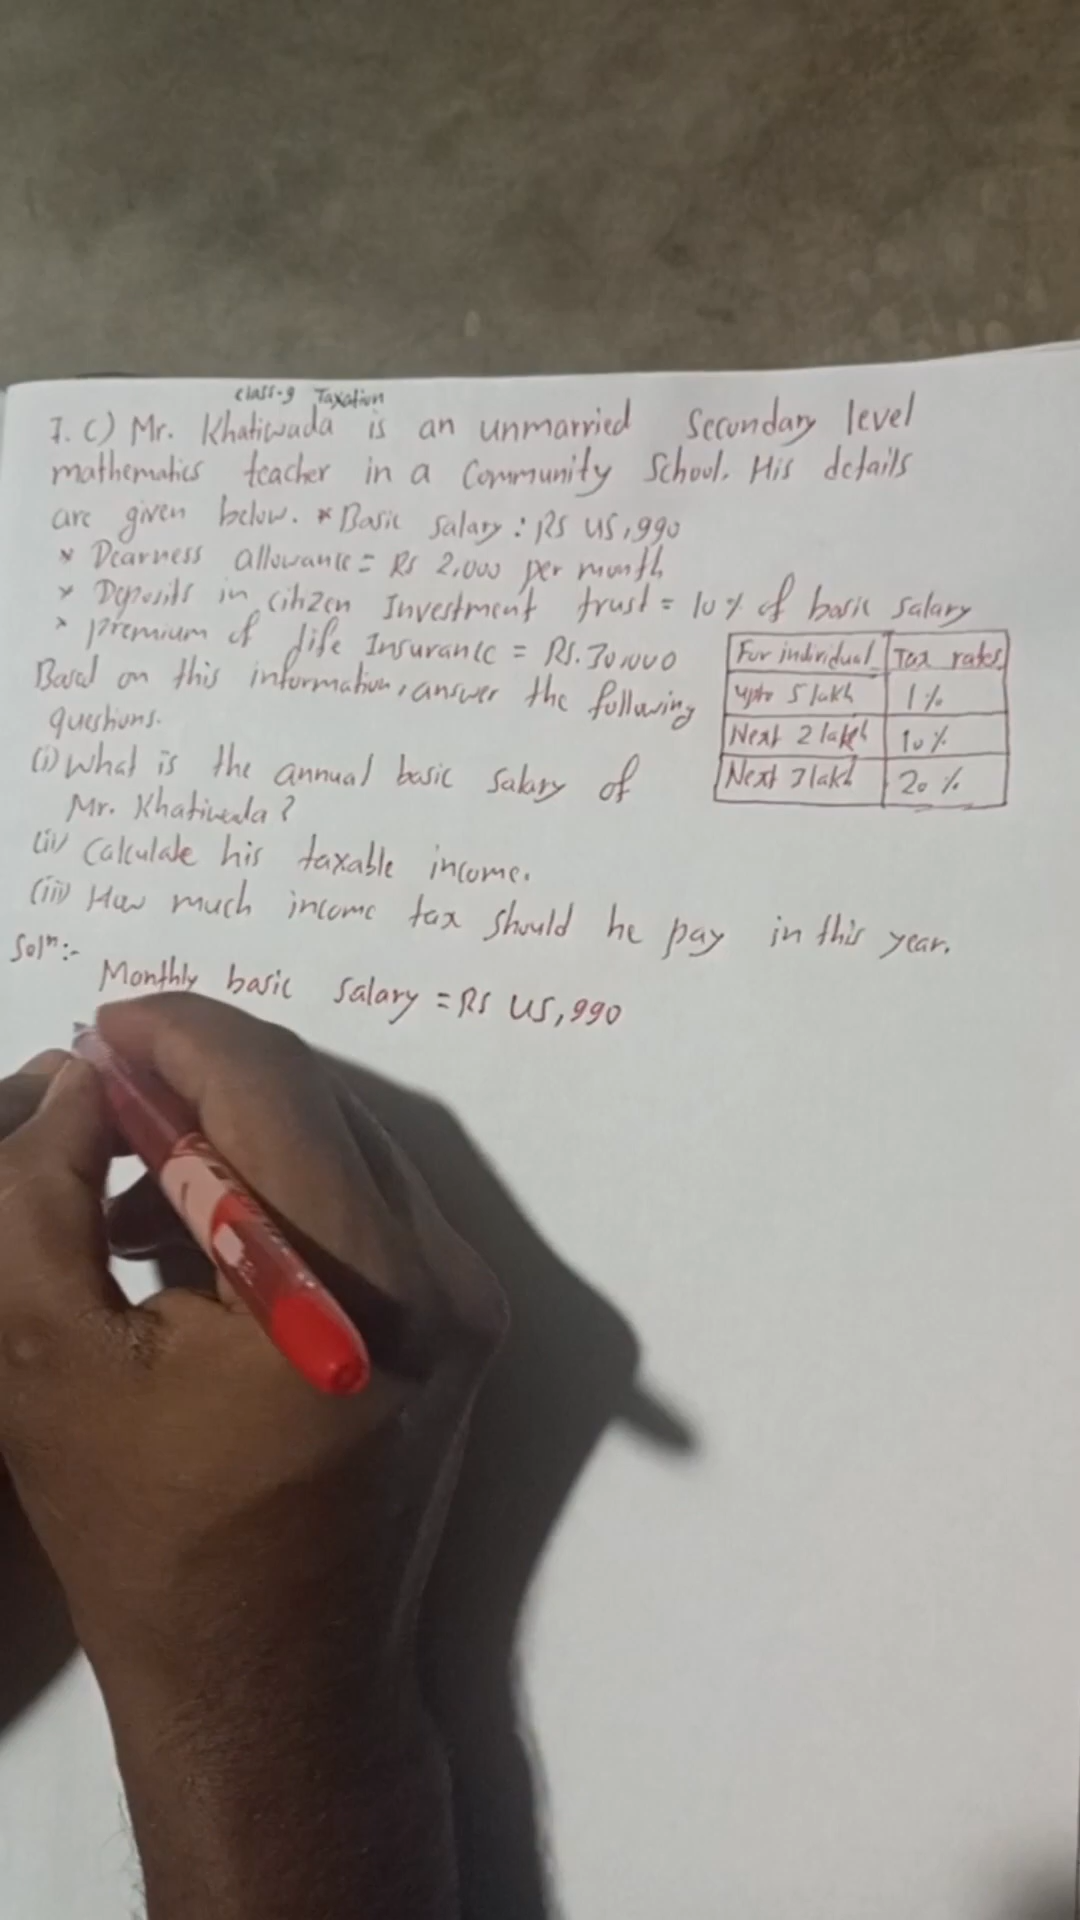 Class-9 Taxation
7. C) Mr. Khatiwada is an unmarried Secondary level
mathematics teacher in a Community School. His details
are given below. * Basic salary : Rs 45,990
* Dearness allowance = Rs 2,000 per month
* Deposits in Citizen Investment trust = 10% of basic salary
* Premium of life Insurance = Rs. 30,000
Based on this information, answer the following
questions.
For individual Tax rates
upto 5 lakh 1%
Next 2 lakh 10%
Next 3 lakh 20%
(i) What is the annual basic salary of
Mr. Khatiwada?
(ii) Calculate his taxable income.
(iii) How much income tax should he pay in this year.
Solⁿ:-
Monthly basic salary = Rs 45,990